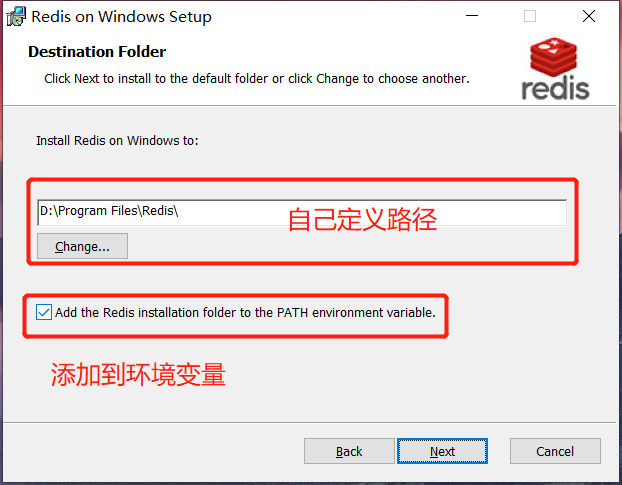 Redis on Windows Setup
Destination Folder
Click Next to install to the default folder or click Change to choose another.
redis
Install Redis on Windows to:
D:\Program Files\Redis\
自己定义路径
Change...
Add the Redis installation folder to the PATH environment variable.
添加到环境变量
Back
Next
Cancel